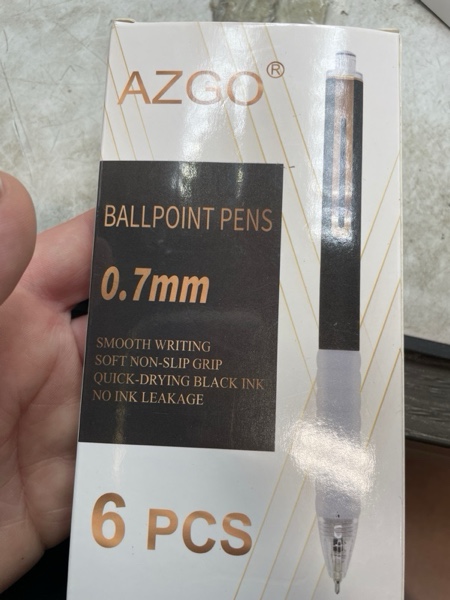 AZGO®
BALLPOINT PENS
0.7mm
SMOOTH WRITING
SOFT NON-SLIP GRIP
QUICK-DRYING BLACK INK
NO INK LEAKAGE
6 PCS